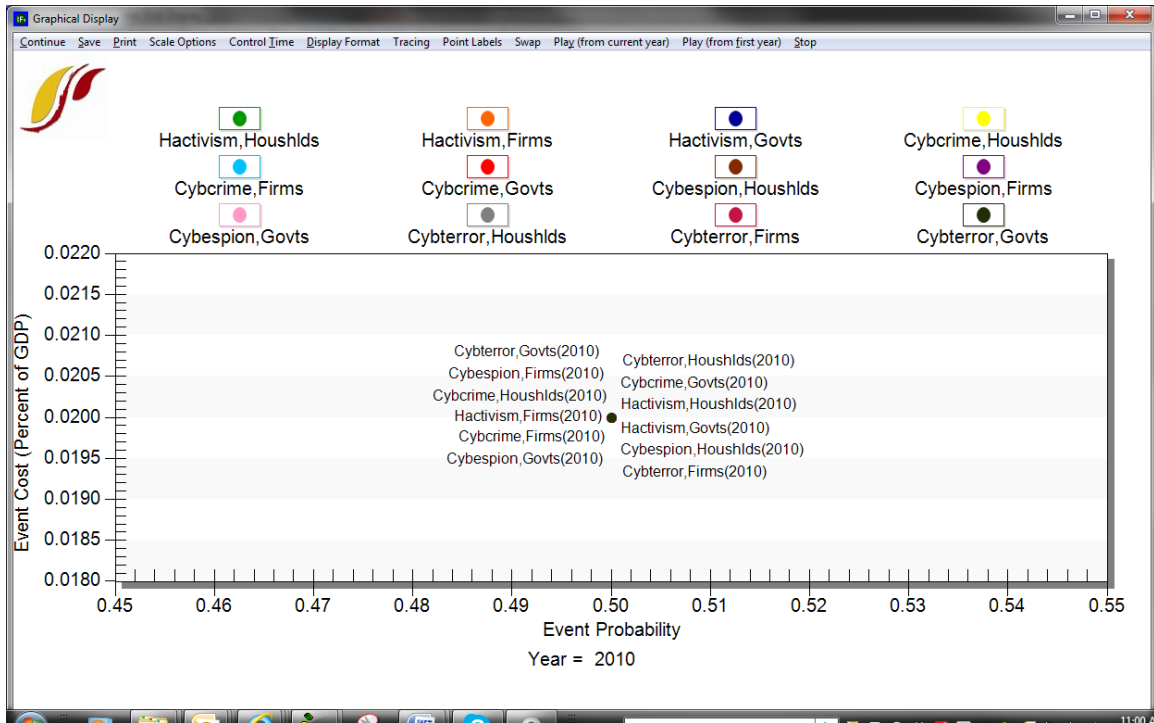 IFs Graphical Display
Continue Save Print Scale Options Control Time Display Format Tracing Point Labels Swap Play (from current year) Play (from first year) Stop
Hactivism,Houshlds Hactivism,Firms Hactivism,Govts Cybcrime,Houshlds
Cybcrime,Firms Cybcrime,Govts Cybespion,Houshlds Cybespion,Firms
Cybespion,Govts Cybterror,Houshlds Cybterror,Firms Cybterror,Govts
Event Cost (Percent of GDP)
0.0220
0.0215
0.0210
0.0205
0.0200
0.0195
0.0190
0.0185
0.0180
Cybterror,Govts(2010)
Cybespion,Firms(2010)
Cybcrime,Houshlds(2010)
Hactivism,Firms(2010)
Cybcrime,Firms(2010)
Cybespion,Govts(2010)
Cybterror,Houshlds(2010)
Cybcrime,Govts(2010)
Hactivism,Houshlds(2010)
Hactivism,Govts(2010)
Cybespion,Houshlds(2010)
Cybterror,Firms(2010)
0.45 0.46 0.47 0.48 0.49 0.50 0.51 0.52 0.53 0.54 0.55
Event Probability
Year = 2010
11:00